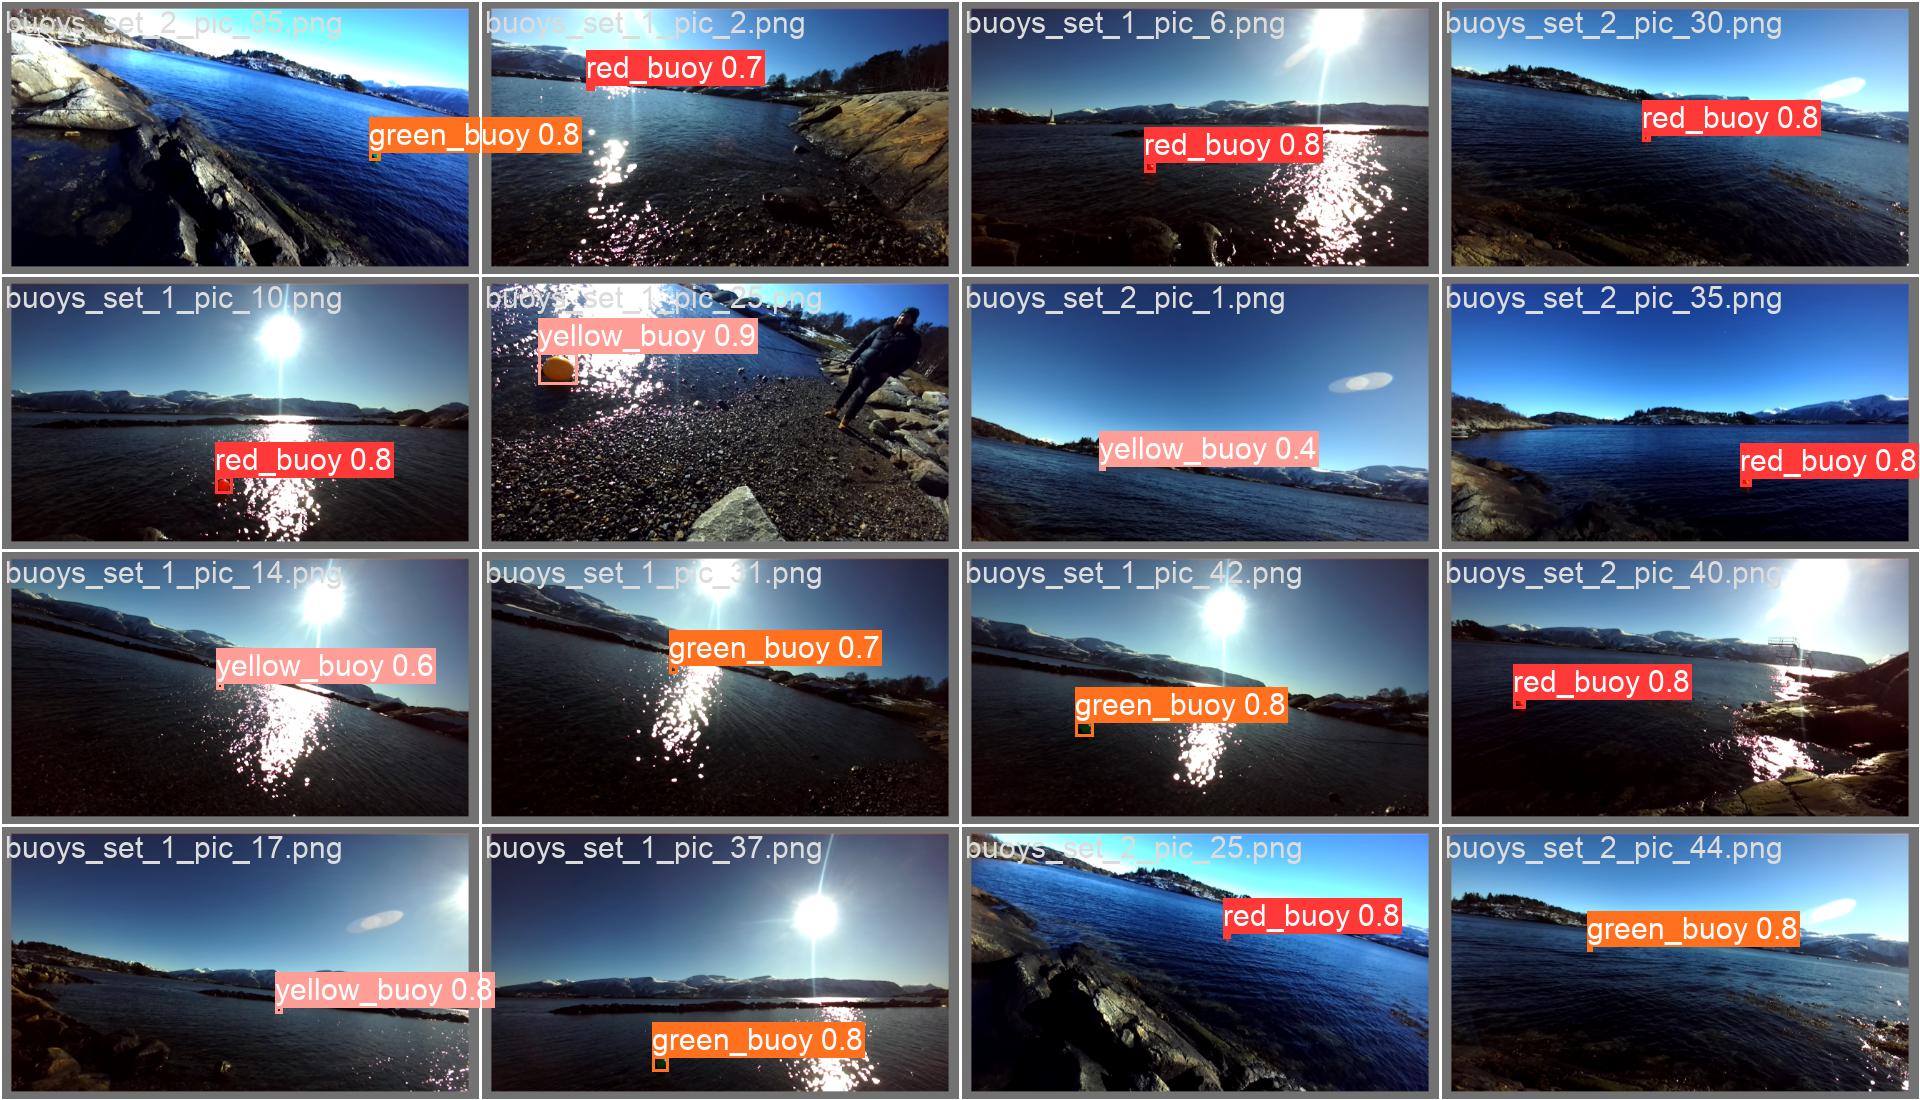 buoys_set_2_pic_95.png
green_buoy 0.8
buoys_set_1_pic_2.png
red_buoy 0.7
buoys_set_1_pic_6.png
red_buoy 0.8
buoys_set_2_pic_30.png
red_buoy 0.8
buoys_set_1_pic_10.png
red_buoy 0.8
buoys_set_1_pic_25.png
yellow_buoy 0.9
buoys_set_2_pic_1.png
yellow_buoy 0.4
buoys_set_2_pic_35.png
red_buoy 0.8
buoys_set_1_pic_14.png
yellow_buoy 0.6
buoys_set_1_pic_31.png
green_buoy 0.7
buoys_set_1_pic_42.png
green_buoy 0.8
buoys_set_2_pic_40.png
red_buoy 0.8
buoys_set_1_pic_17.png
yellow_buoy 0.8
buoys_set_1_pic_37.png
green_buoy 0.8
buoys_set_2_pic_25.png
red_buoy 0.8
buoys_set_2_pic_44.png
green_buoy 0.8